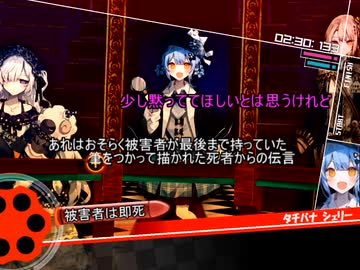 02:30:133
少し黙っててほしいとは思うけれど
あれはおそらく被害者が最後まで持っていた
筆をつかって描かれた死者からの伝言
被害者は即死
タチバナ シェリー